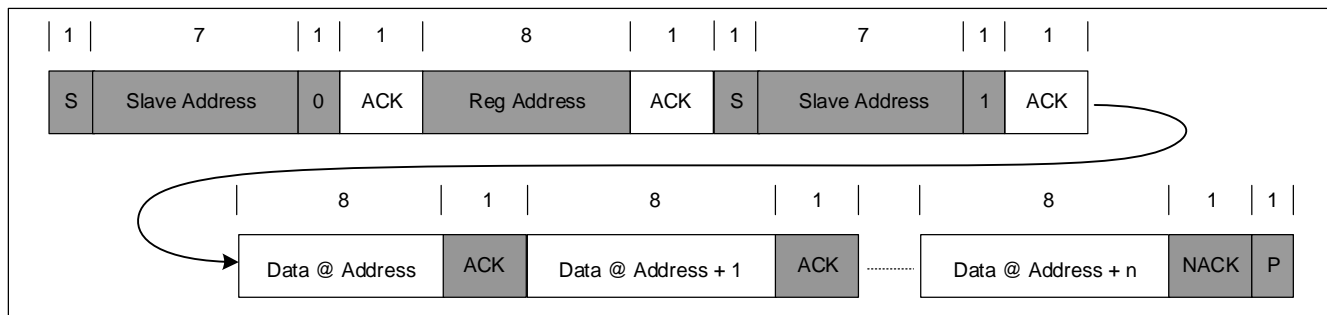 1 7 1 1 8 1 1 7 1 1
S Slave Address 0 ACK Reg Address ACK S Slave Address 1 ACK
8 1 8 1 8 1 1
Data @ Address ACK Data @ Address + 1 ACK Data @ Address + n NACK P